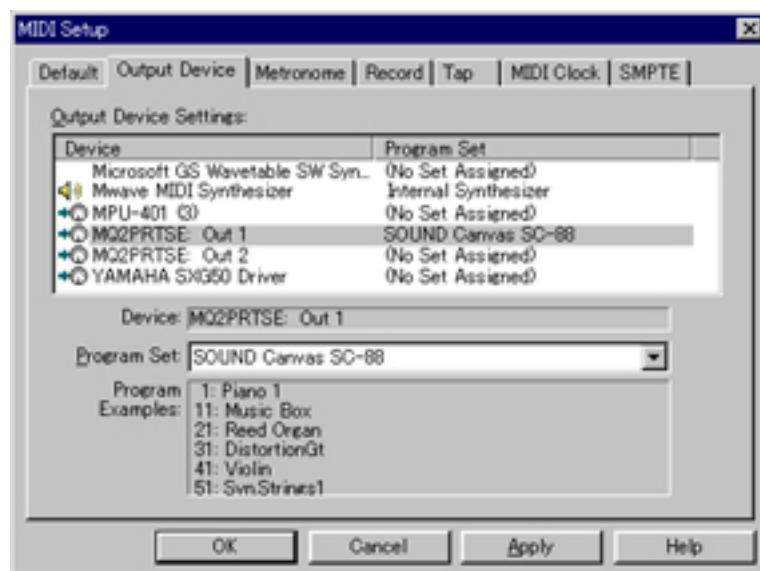 MIDI Setup
Default Output Device Metronome Record Tap MIDI Clock SMPTE
Output Device Settings:
Device Program Set
Microsoft GS Wavetable SW Syn... (No Set Assigned)
Mwave MIDI Synthesizer Internal Synthesizer
MPU-401 (3) (No Set Assigned)
MQ2PRTSE: Out 1 SOUND Canvas SC-88
MQ2PRTSE: Out 2 (No Set Assigned)
YAMAHA SXG50 Driver (No Set Assigned)
Device: MQ2PRTSE: Out 1
Program Set: SOUND Canvas SC-88
Program Examples:
1: Piano 1
11: Music Box
21: Reed Organ
31: DistortionGt
41: Violin
51: Syn.Strings1
OK Cancel Apply Help